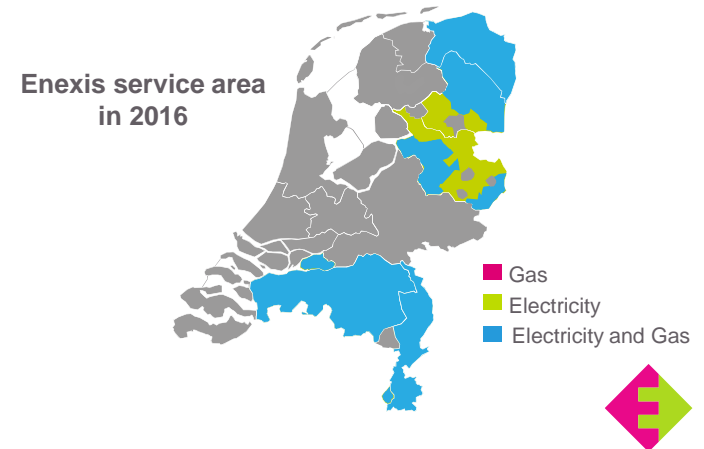 Enexis service area
in 2016
Gas
Electricity
Electricity and Gas